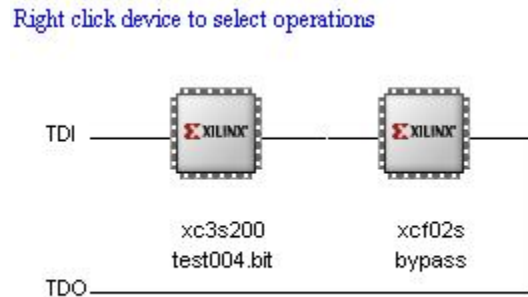 Right click device to select operations
TDI
XILINX
XILINX
xc3s200
xcf02s
test004.bit
bypass
TDO